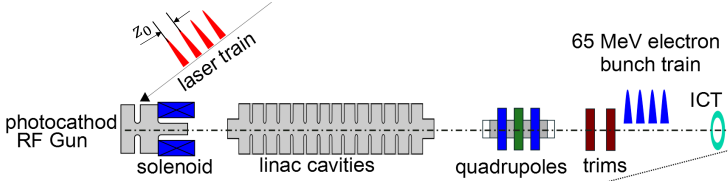 z₀
laser train
65 MeV electron
bunch train
ICT
photocathod
RF Gun
solenoid
linac cavities
quadrupoles
trims